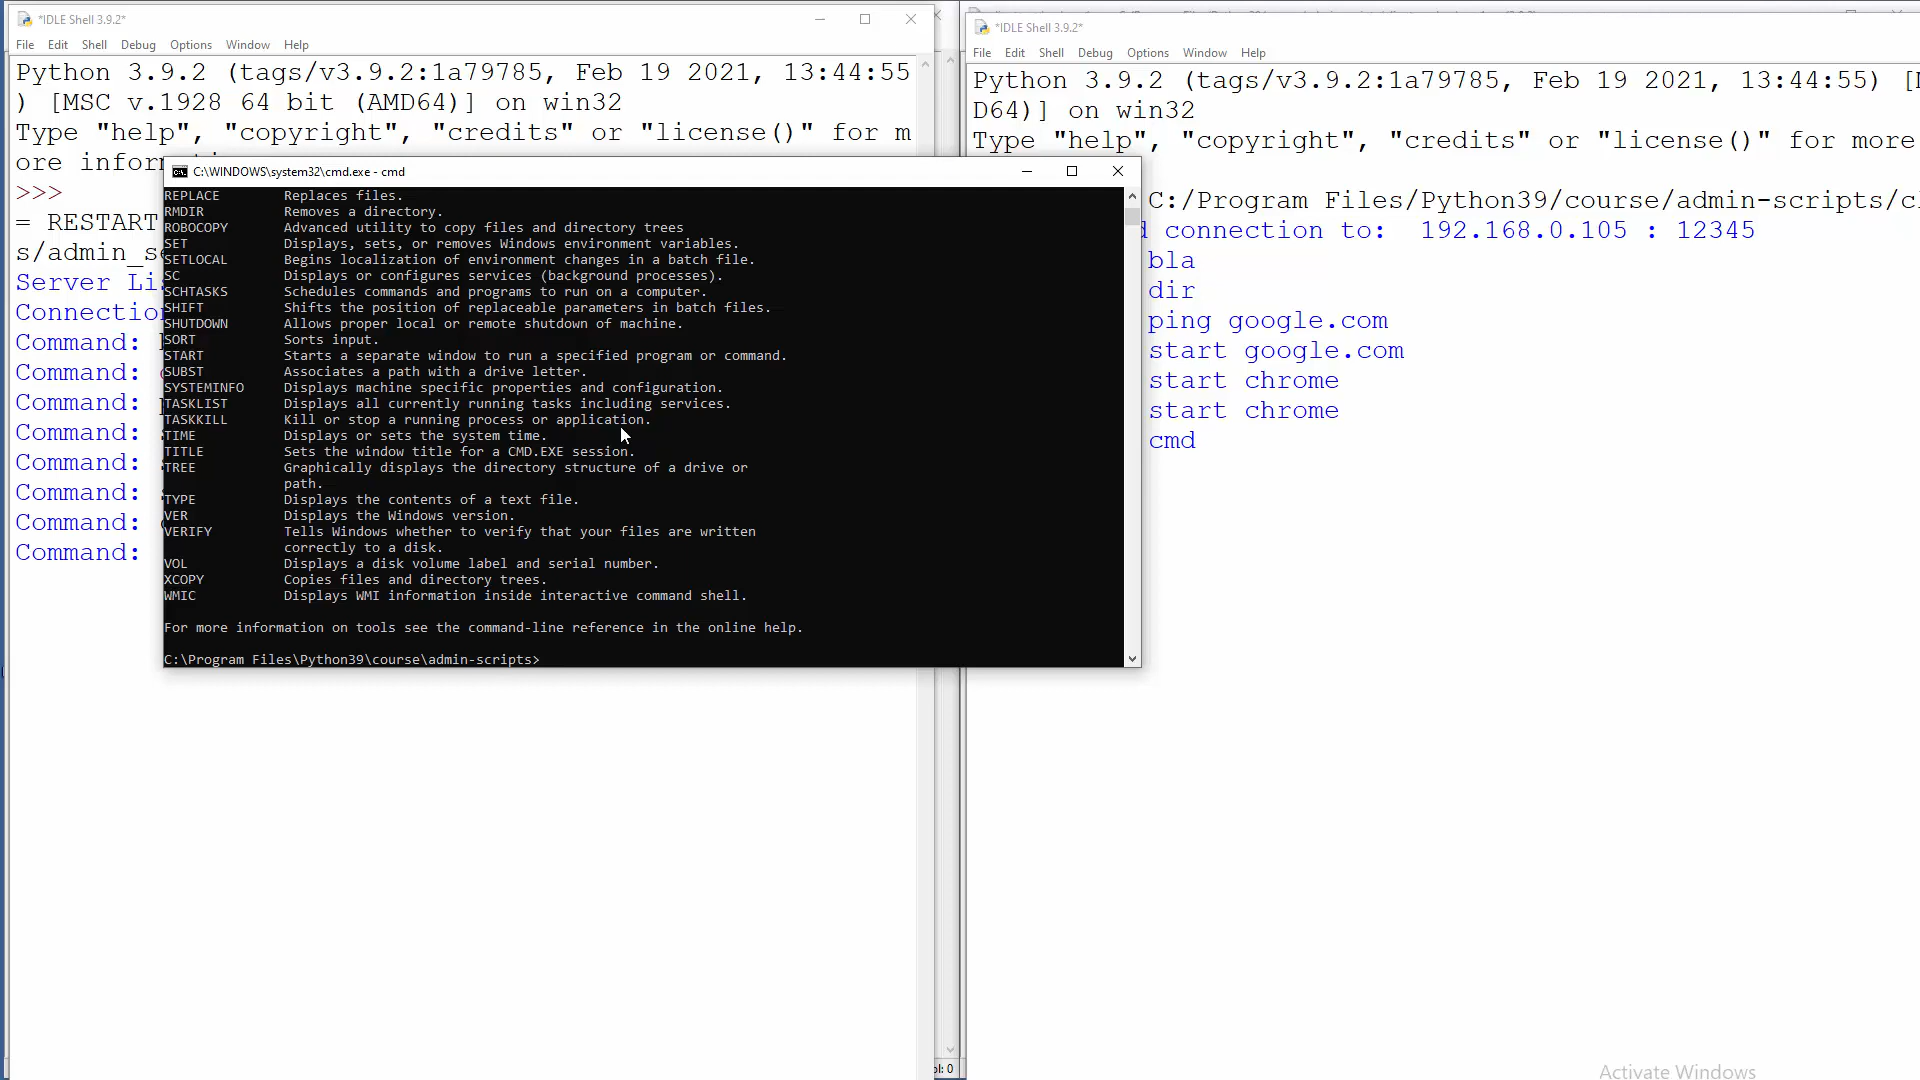 *IDLE Shell 3.9.2*
File Edit Shell Debug Options Window Help
Python 3.9.2 (tags/v3.9.2:1a79785, Feb 19 2021, 13:44:55
) [MSC v.1928 64 bit (AMD64)] on win32
Type "help", "copyright", "credits" or "license()" for m
ore
>>>
= RESTART
Server
Command:
Command:
Command:
Command:
Command:
Command:
Command:
Command:
C:\WINDOWS\system32\cmd.exe - cmd
REPLACE Replaces files.
RMDIR Removes a directory.
ROBOCOPY Advanced utility to copy files and directory trees
SET Displays, sets, or removes Windows environment variables.
SETLOCAL Begins localization of environment changes in a batch file.
SC Displays or configures services (background processes).
SCHTASKS Schedules commands and programs to run on a computer.
SHIFT Shifts the position of replaceable parameters in batch files.
SHUTDOWN Allows proper local or remote shutdown of machine.
SORT Sorts input.
START Starts a separate window to run a specified program or command.
SUBST Associates a path with a drive letter.
SYSTEMINFO Displays machine specific properties and configuration.
TASKLIST Displays all currently running tasks including services.
TASKKILL Kill or stop a running process or application.
TIME Displays or sets the system time.
TITLE Sets the window title for a CMD.EXE session.
TREE Graphically displays the directory structure of a drive or
path.
TYPE Displays the contents of a text file.
VER Displays the Windows version.
VERIFY Tells Windows whether to verify that your files are written
correctly to a disk.
VOL Displays a disk volume label and serial number.
XCOPY Copies files and directory trees.
WMIC Displays WMI information inside interactive command shell.
For more information on tools see the command-line reference in the online help.
C:\Program Files\Python39\course\admin-scripts>
*IDLE Shell 3.9.2*
File Edit Shell Debug Options Window Help
Python 3.9.2 (tags/v3.9.2:1a79785, Feb 19 2021, 13:44:55) [
D64)] on win32
Type "help", "copyright", "credits" or "license()" for more
C:/Program Files/Python39/course/admin-scripts/
connection to: 192.168.0.105 : 12345
bla
dir
ping google.com
start google.com
start chrome
start chrome
cmd
Activate Windows